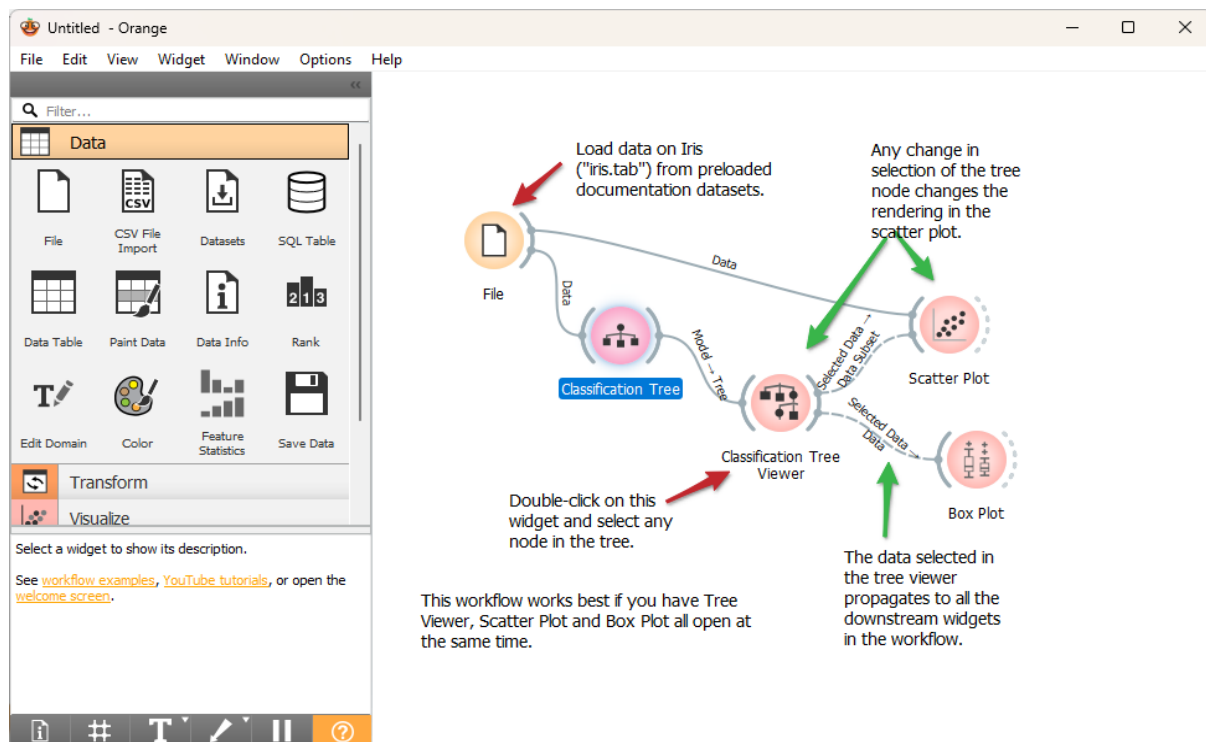 Untitled - Orange
File Edit View Widget Window Options Help
«
Filter...
Data
File
CSV
CSV File
Import
Datasets
SQL Table
Data Table
Paint Data
Data Info
2 1 3
Rank
T
Edit Domain
Color
Feature
Statistics
Save Data
Transform
Visualize
Select a widget to show its description.
See workflow examples, YouTube tutorials, or open the
welcome screen.
T
?
Load data on Iris
("iris.tab") from preloaded
documentation datasets.
Any change in
selection of the tree
node changes the
rendering in the
scatter plot.
File
Data
Data
Classification Tree
Model → Tree
Selected Data →
Data Subset
Scatter Plot
Classification Tree
Viewer
Selected Data →
Data
Box Plot
Double-click on this
widget and select any
node in the tree.
The data selected in
the tree viewer
propagates to all the
downstream widgets
in the workflow.
This workflow works best if you have Tree
Viewer, Scatter Plot and Box Plot all open at
the same time.